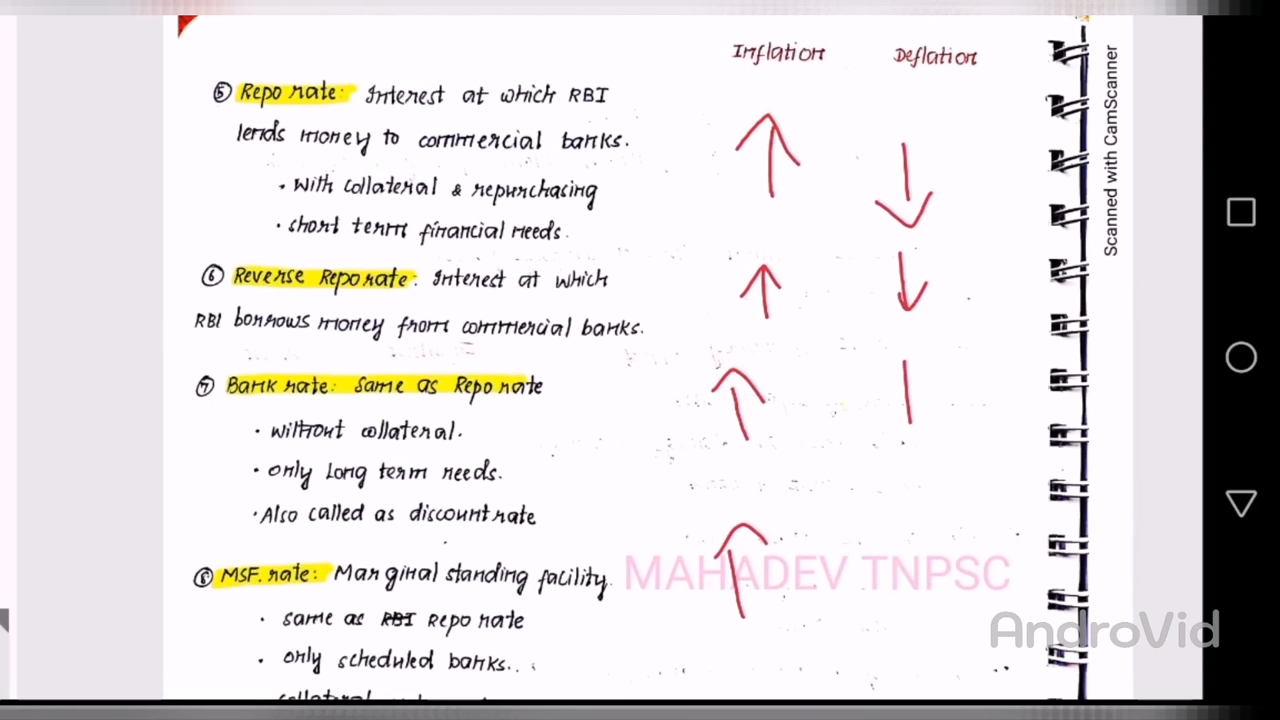 Inflation Deflation
⑤ Repo rate: Interest at which RBI
lends money to commercial banks.
• With collateral & repurchasing
• Short term financial needs.
⑥ Reverse Repo rate: Interest at which
RBI borrows money from commercial banks.
⑦ Bank rate: Same as Repo rate
• without collateral.
• only Long term needs.
• Also called as discount rate
⑧ MSF. rate: Marginal standing facility.
• same as RBI Repo rate
• only scheduled banks..
MAHADEV TNPSC
AndroVid
Scanned with CamScanner